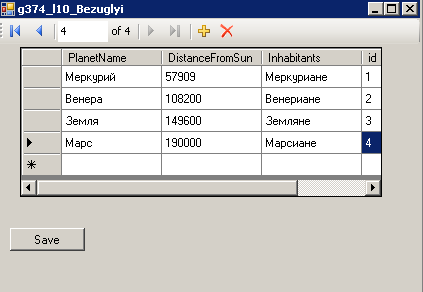 g374_l10_Bezuglyi
4 of 4
PlanetName DistanceFromSun Inhabitants id
Меркурий 57909 Меркуриане 1
Венера 108200 Венериане 2
Земля 149600 Земляне 3
Марс 190000 Марсиане 4
Save